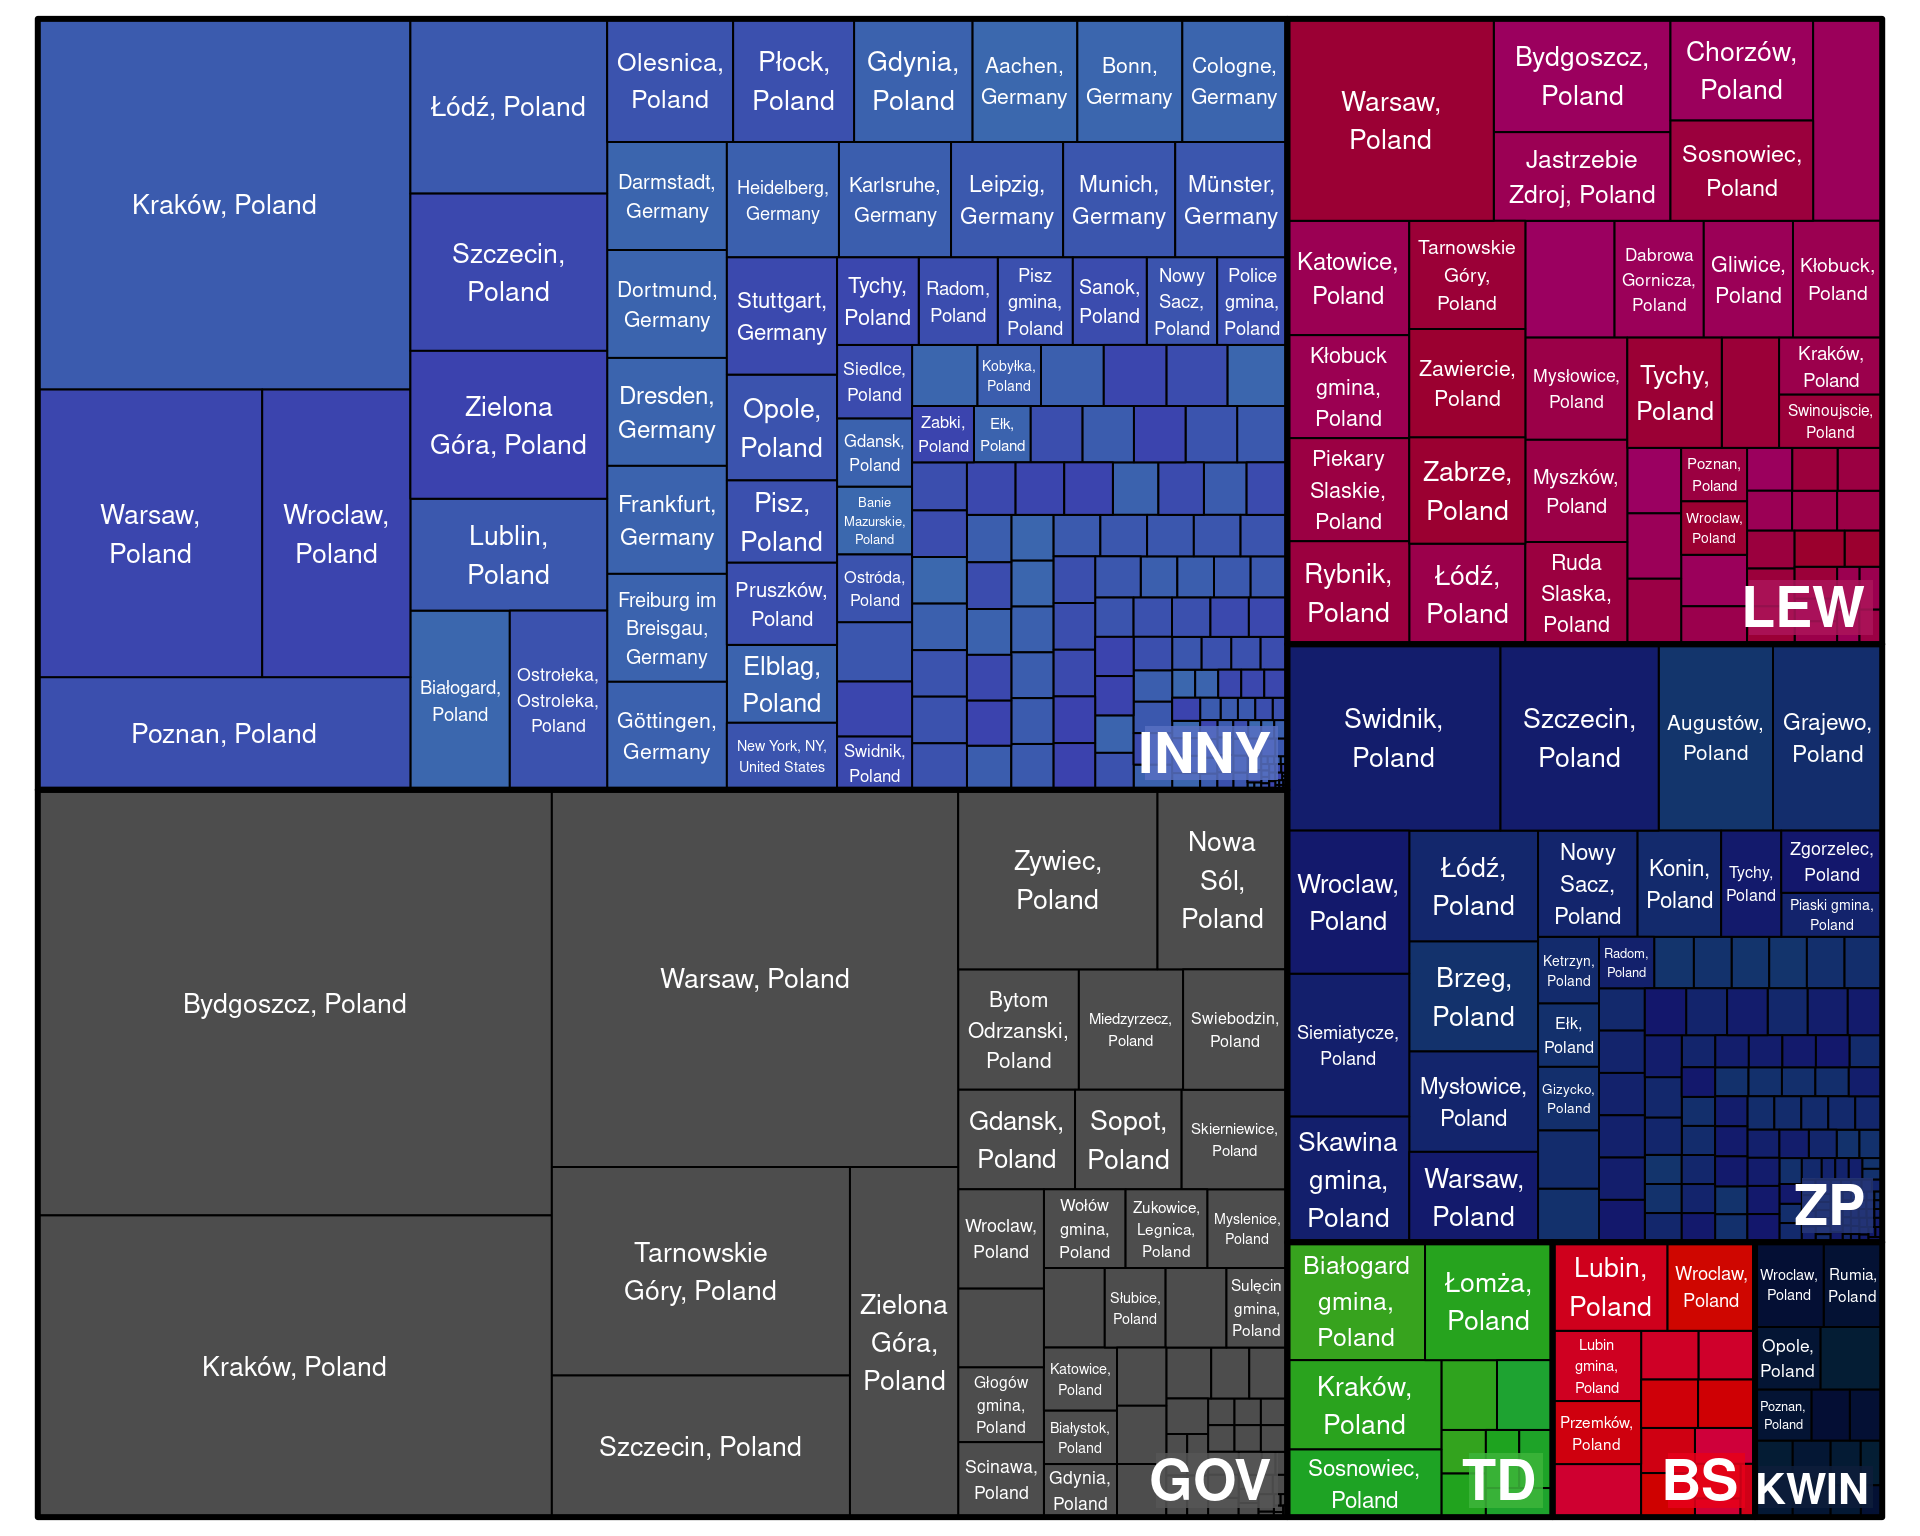 Kraków, Poland
Warsaw,
Poland
Wroclaw,
Poland
Poznan, Poland
Łódź, Poland
Szczecin,
Poland
Zielona
Góra, Poland
Lublin,
Poland
Białogard,
Poland
Ostrołeka,
Ostroleka,
Poland
Olesnica,
Poland
Płock,
Poland
Gdynia,
Poland
Aachen,
Germany
Bonn,
Germany
Cologne,
Germany
Darmstadt,
Germany
Heidelberg,
Germany
Karlsruhe,
Germany
Leipzig,
Germany
Munich,
Germany
Münster,
Germany
Dortmund,
Germany
Dresden,
Germany
Frankfurt,
Germany
Freiburg im
Breisgau,
Germany
Göttingen,
Germany
Stuttgart,
Germany
Opole,
Poland
Pisz,
Poland
Pruszków,
Poland
Elblag,
Poland
New York, NY,
United States
Tychy,
Poland
Radom,
Poland
Pisz
gmina,
Poland
Sanok,
Poland
Nowy
Sacz,
Poland
Police
gmina,
Poland
Siedlce,
Poland
Kobyłka,
Poland
Gdansk,
Poland
Zabki,
Poland
Ełk,
Poland
Banie
Mazurskie,
Poland
Ostróda,
Poland
Swidnik,
Poland
INNY
Warsaw,
Poland
Bydgoszcz,
Poland
Chorzów,
Poland
Jastrzebie
Zdroj, Poland
Sosnowiec,
Poland
Katowice,
Poland
Tarnowskie
Góry,
Poland
Dabrowa
Gornicza,
Poland
Gliwice,
Poland
Kłobuck,
Poland
Kłobuck
gmina,
Poland
Zawiercie,
Poland
Mysłowice,
Poland
Tychy,
Poland
Kraków,
Poland
Swinoujscie,
Poland
Piekary
Slaskie,
Poland
Zabrze,
Poland
Myszków,
Poland
Poznan,
Poland
Wroclaw,
Poland
Rybnik,
Poland
Łódź,
Poland
Ruda
Slaska,
Poland
LEW
Bydgoszcz, Poland
Kraków, Poland
Warsaw, Poland
Tarnowskie
Góry, Poland
Szczecin, Poland
Zielona
Góra,
Poland
Zywiec,
Poland
Nowa
Sól,
Poland
Bytom
Odrzanski,
Poland
Miedzyrzecz,
Poland
Swiebodzin,
Poland
Gdansk,
Poland
Sopot,
Poland
Skierniewice,
Poland
Wroclaw,
Poland
Wołów
gmina,
Poland
Zukowice,
Legnica,
Poland
Myslenice,
Poland
Słubice,
Poland
Sulęcin
gmina,
Poland
Głogów
gmina,
Poland
Katowice,
Poland
Białystok,
Poland
Scinawa,
Poland
Gdynia,
Poland
GOV
Swidnik,
Poland
Szczecin,
Poland
Augustów,
Poland
Grajewo,
Poland
Wroclaw,
Poland
Łódź,
Poland
Nowy
Sacz,
Poland
Konin,
Poland
Tychy,
Poland
Zgorzelec,
Poland
Piaski gmina,
Poland
Siemiatycze,
Poland
Brzeg,
Poland
Ketrzyn,
Poland
Radom,
Poland
Ełk,
Poland
Mysłowice,
Poland
Gizycko,
Poland
Skawina
gmina,
Poland
Warsaw,
Poland
ZP
Białogard
gmina,
Poland
Łomża,
Poland
Kraków,
Poland
Sosnowiec,
Poland
TD
Lubin,
Poland
Wroclaw,
Poland
Lubin
gmina,
Poland
Przemków,
Poland
BS
Wroclaw,
Poland
Rumia,
Poland
Opole,
Poland
Poznan,
Poland
KWIN